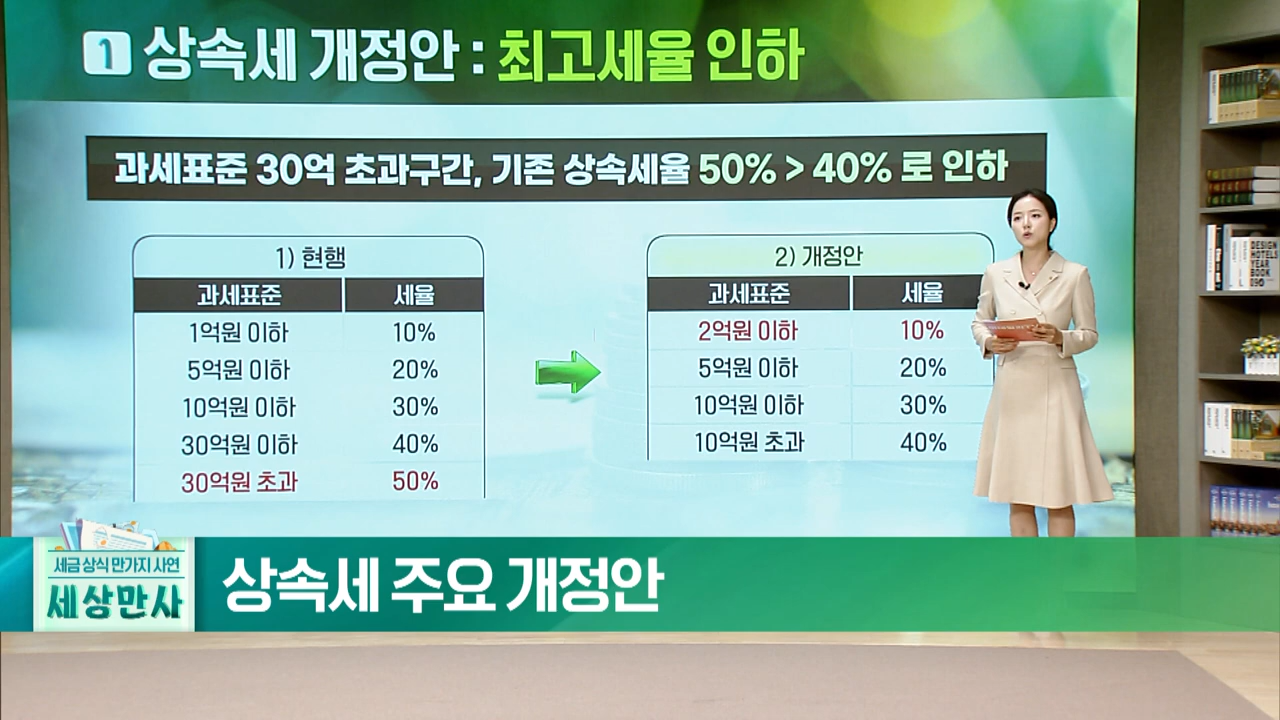 1 상속세 개정안 : 최고세율 인하
과세표준 30억 초과구간, 기존 상속세율 50% > 40% 로 인하
1) 현행
과세표준 세율
1억원 이하 10%
5억원 이하 20%
10억원 이하 30%
30억원 이하 40%
30억원 초과 50%
2) 개정안
과세표준 세율
2억원 이하 10%
5억원 이하 20%
10억원 이하 30%
10억원 초과 40%
DESIGN
HOTELS
YEAR
BOOK
세금 상식 만가지 사연
세상만사
상속세 주요 개정안